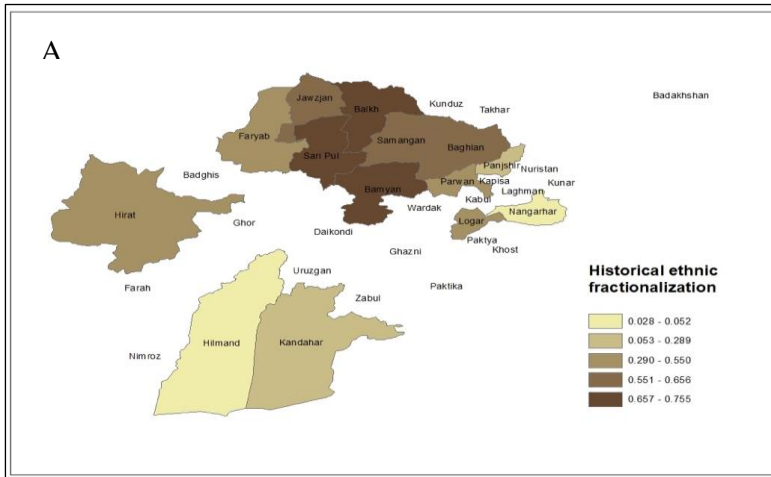 A
Badakhshan
Jawzjan
Balkh
Kunduz
Takhar
Faryab
Samangan
Baghlan
Sari Pul
Panjshir
Nuristan
Badghis
Bamyan
Parwan
Kapisa
Kunar
Laghman
Kabul
Hirat
Wardak
Nangarhar
Ghor
Logar
Daikondi
Paktya
Khost
Ghazni
Uruzgan
Farah
Paktika
Zabul
Nimroz
Hilmand
Kandahar
Historical ethnic
fractionalization
0.028 - 0.052
0.053 - 0.289
0.290 - 0.550
0.551 - 0.656
0.657 - 0.755